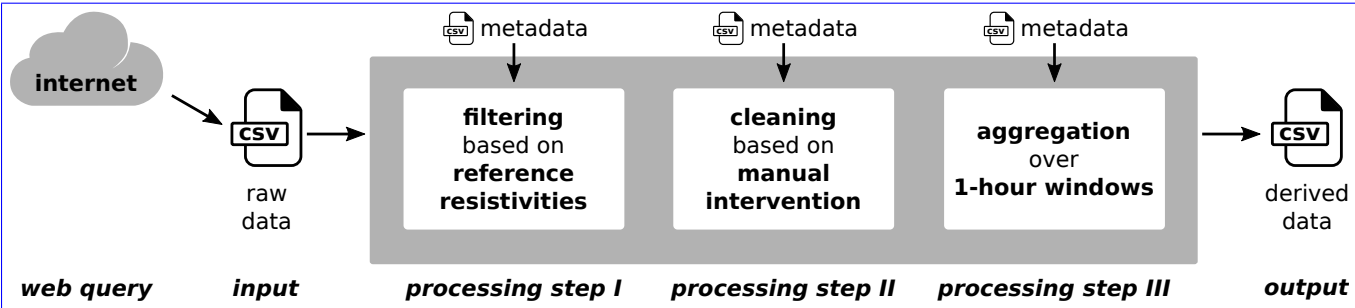 csv metadata
csv metadata
csv metadata
internet
csv
raw
data
filtering
based on
reference
resistivities
cleaning
based on
manual
intervention
aggregation
over
1-hour windows
csv
derived
data
web query
input
processing step I
processing step II
processing step III
output